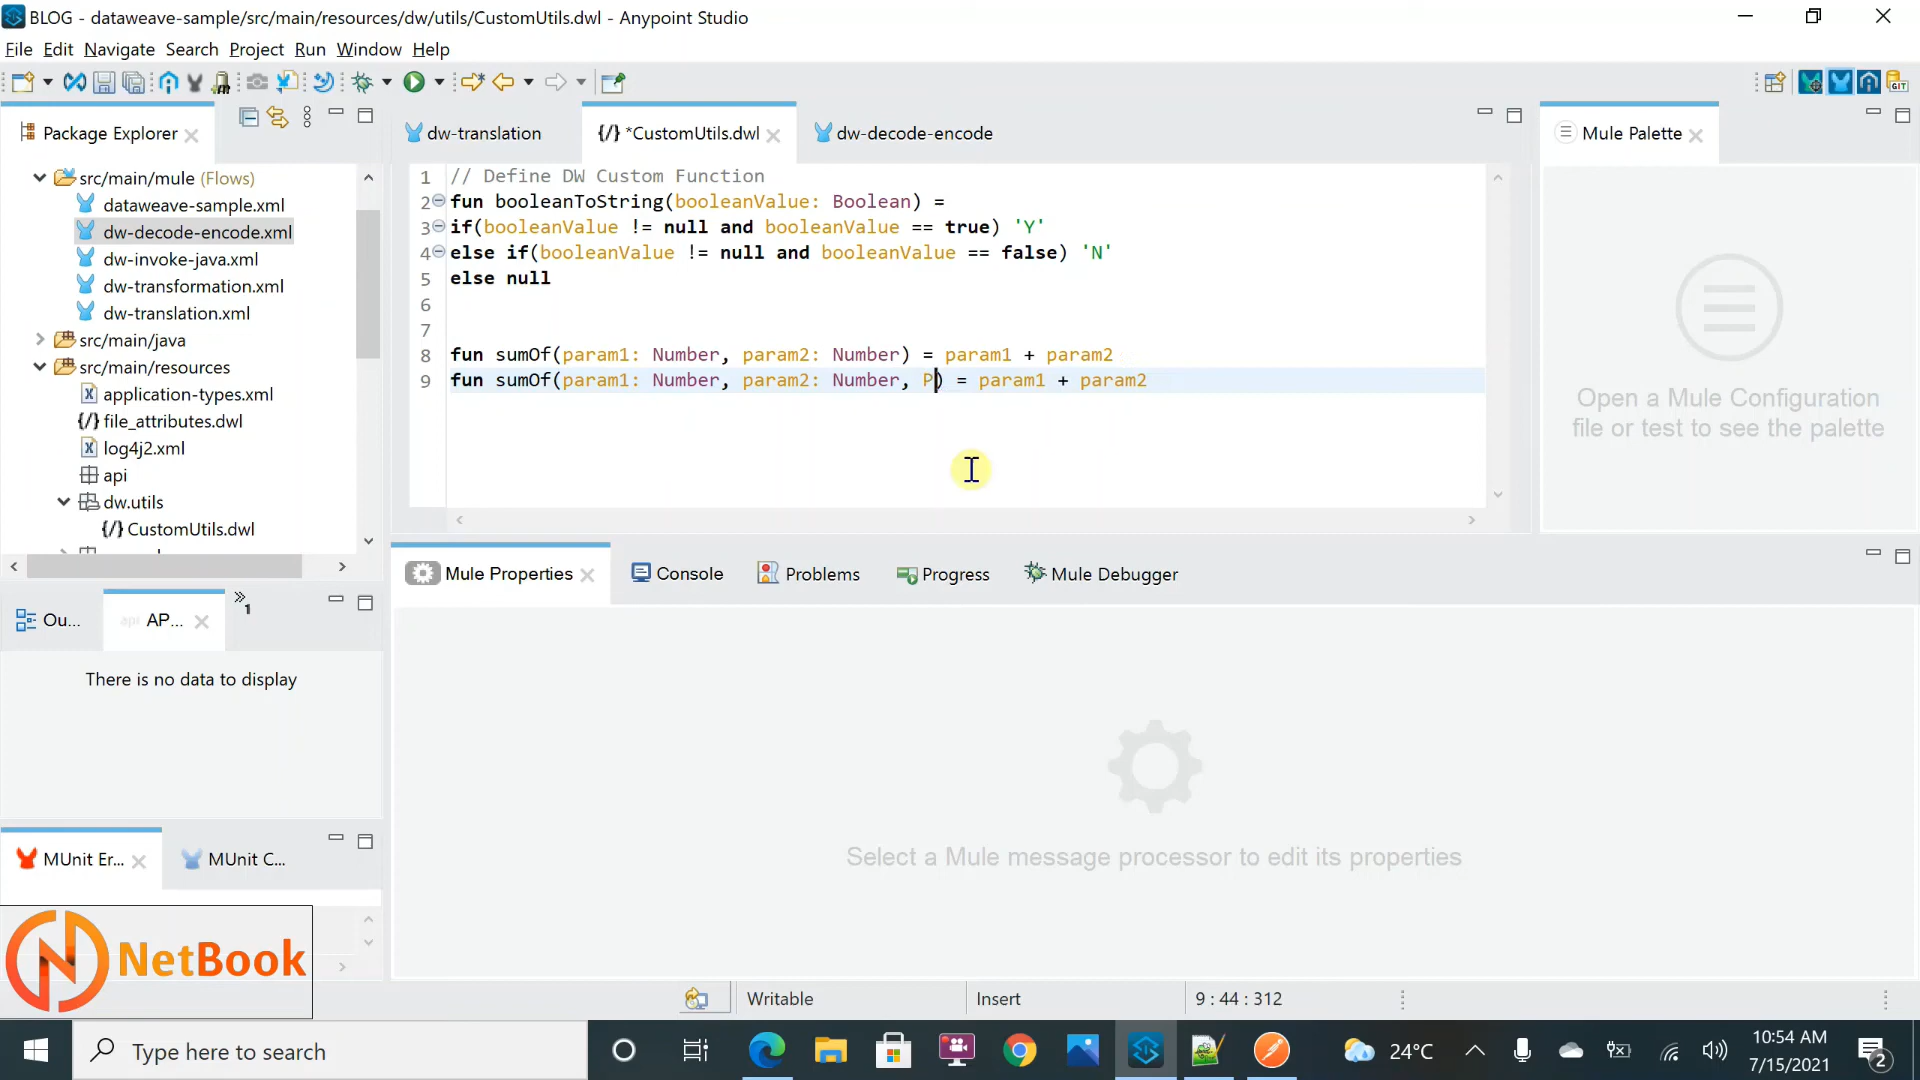 BLOG - dataweave-sample/src/main/resources/dw/utils/CustomUtils.dwl - Anypoint Studio
File Edit Navigate Search Project Run Window Help
Package Explorer
src/main/mule (Flows)
dataweave-sample.xml
dw-decode-encode.xml
dw-invoke-java.xml
dw-transformation.xml
dw-translation.xml
src/main/java
src/main/resources
application-types.xml
file_attributes.dwl
log4j2.xml
api
dw.utils
CustomUtils.dwl
dw-translation
{/} *CustomUtils.dwl
dw-decode-encode
1 // Define DW Custom Function
2 fun booleanToString(booleanValue: Boolean) =
3 if(booleanValue != null and booleanValue == true) 'Y'
4 else if(booleanValue != null and booleanValue == false) 'N'
5 else null
6
7
8 fun sumOf(param1: Number, param2: Number) = param1 + param2
9 fun sumOf(param1: Number, param2: Number, P) = param1 + param2
Mule Palette
Open a Mule Configuration
file or test to see the palette
Ou...
api AP...
»1
There is no data to display
MUnit Er...
MUnit C...
NetBook
Mule Properties
Console
Problems
Progress
Mule Debugger
Select a Mule message processor to edit its properties
Writable
Insert
9 : 44 : 312
Type here to search
24°C
10:54 AM
7/15/2021
2
GIT